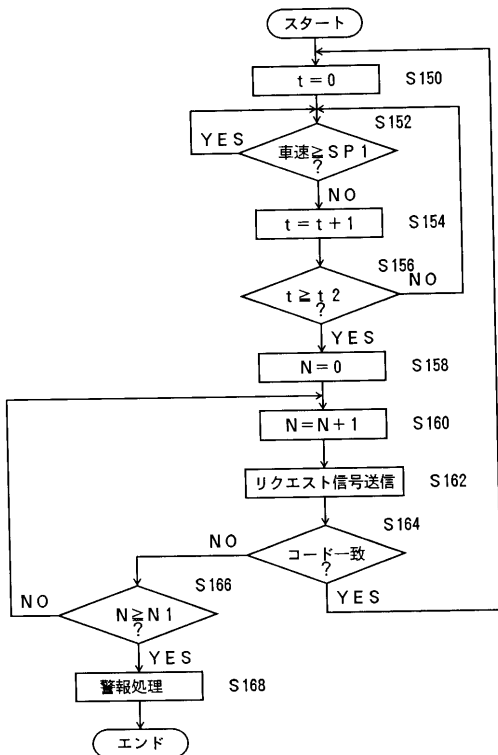 スタート
t=0 S150
S152
YES 車速≧SP1
?
NO
t=t+1 S154
S156
t≧t2 NO
?
YES
N=0 S158
N=N+1 S160
リクエスト信号送信 S162
S164
NO コード一致
?
YES
S166
NO N≧N1
?
YES
警報処理 S168
エンド